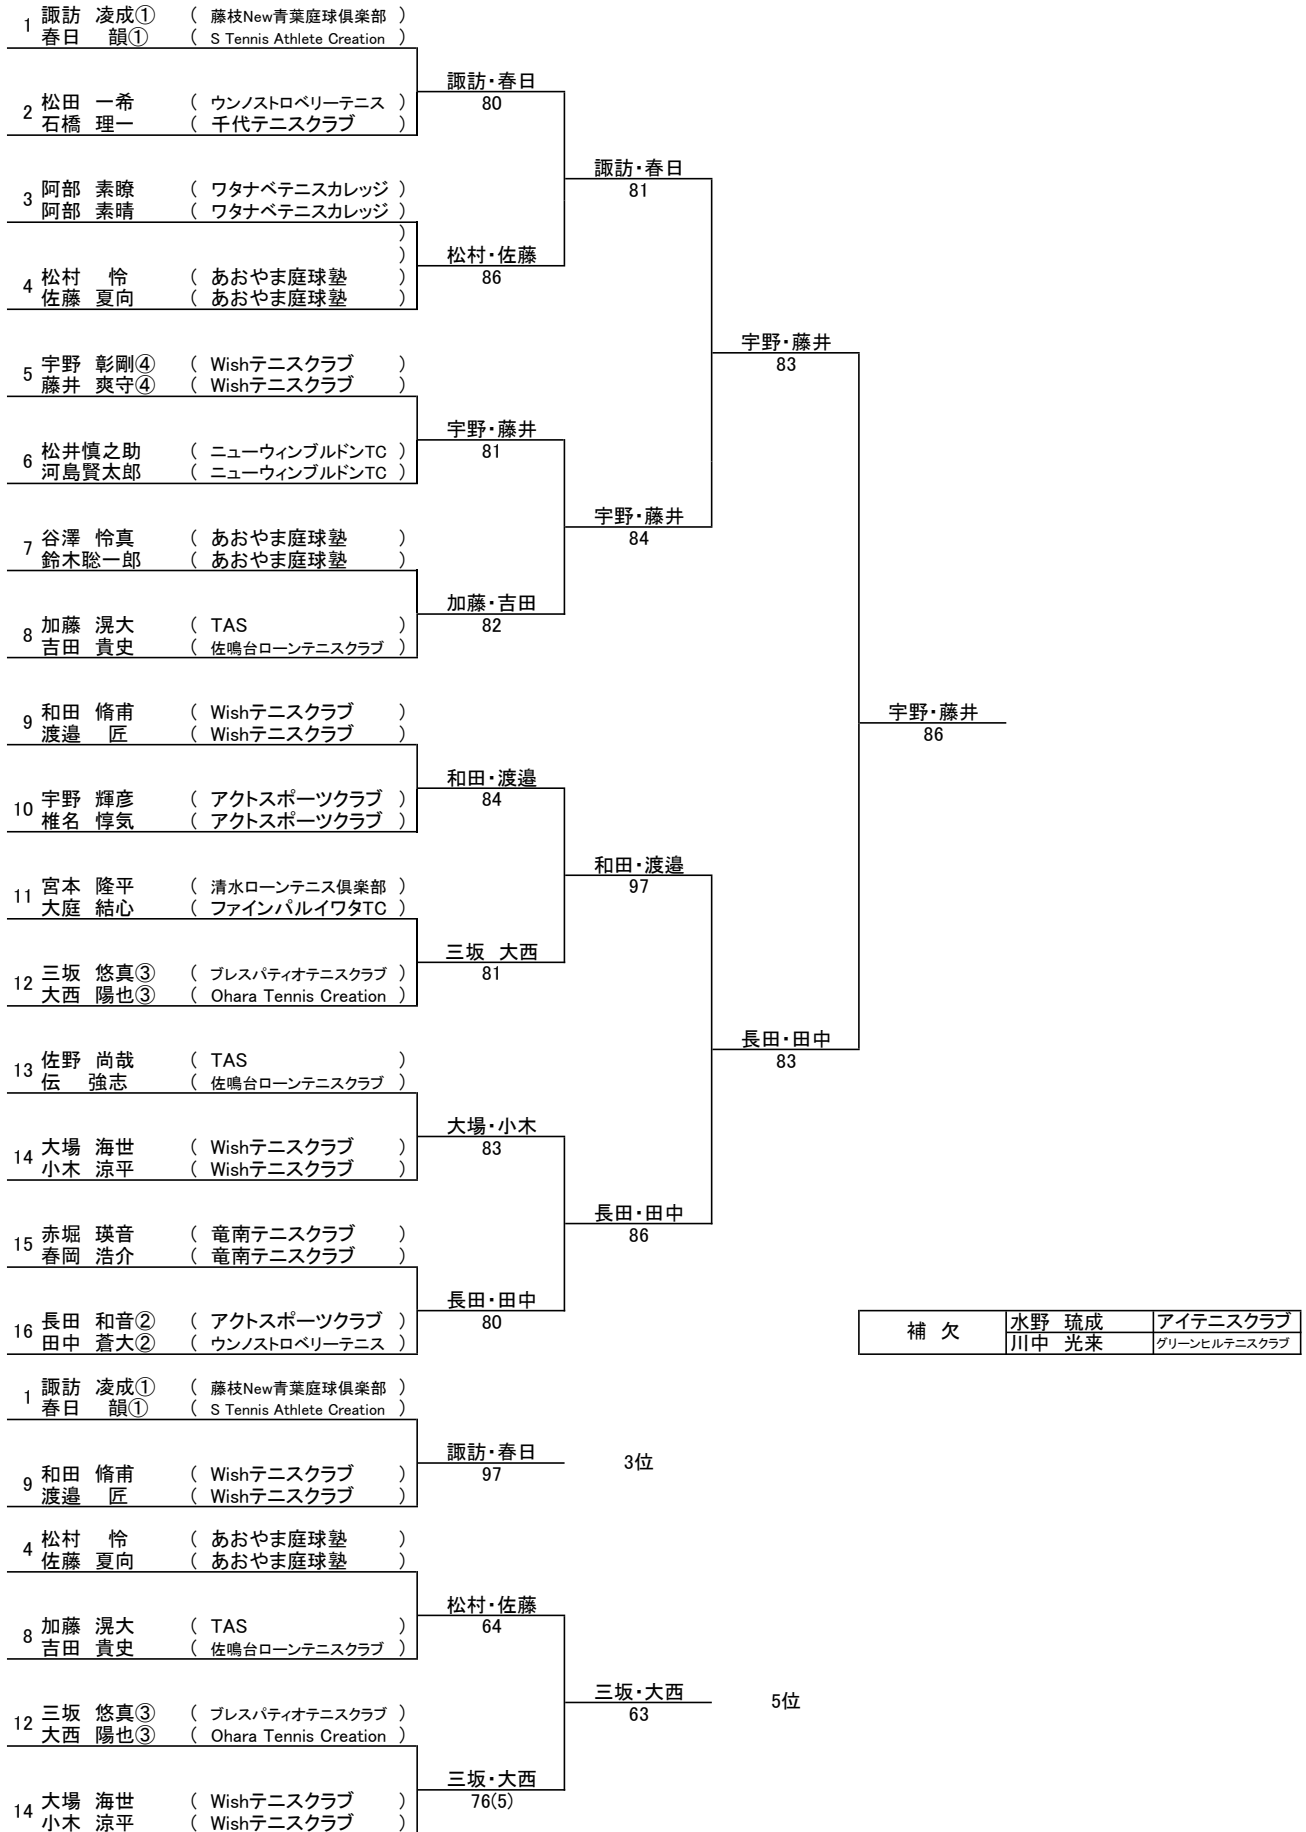 1 諏訪 凌成① ( 藤枝New青葉庭球倶楽部 )
春日 韻① ( S Tennis Athlete Creation )
諏訪・春日
80
2 松田 一希 ( ウンノストロベリーテニス )
石橋 理一 ( 千代テニスクラブ )
諏訪・春日
81
3 阿部 素瞭 ( ワタナベテニスカレッジ )
阿部 素晴 ( ワタナベテニスカレッジ )
)
)
松村・佐藤
86
4 松村 怜 ( あおやま庭球塾 )
佐藤 夏向 ( あおやま庭球塾 )
宇野・藤井
83
5 宇野 彰剛④ ( Wishテニスクラブ )
藤井 爽守④ ( Wishテニスクラブ )
宇野・藤井
81
6 松井慎之助 ( ニューウィンブルドンTC )
河島賢太郎 ( ニューウィンブルドンTC )
宇野・藤井
84
7 谷澤 怜真 ( あおやま庭球塾 )
鈴木聡一郎 ( あおやま庭球塾 )
加藤・吉田
82
8 加藤 滉大 ( TAS )
吉田 貴史 ( 佐鳴台ローンテニスクラブ )
9 和田 脩甫 ( Wishテニスクラブ )
渡邉 匠 ( Wishテニスクラブ )
宇野・藤井
86
和田・渡邉
84
10 宇野 輝彦 ( アクトスポーツクラブ )
椎名 惇気 ( アクトスポーツクラブ )
和田・渡邉
97
11 宮本 隆平 ( 清水ローンテニス倶楽部 )
大庭 結心 ( ファインパルイワタTC )
三坂 大西
81
12 三坂 悠真③ ( ブレスパティオテニスクラブ )
大西 陽也③ ( Ohara Tennis Creation )
長田・田中
83
13 佐野 尚哉 ( TAS )
伝 強志 ( 佐鳴台ローンテニスクラブ )
大場・小木
83
14 大場 海世 ( Wishテニスクラブ )
小木 涼平 ( Wishテニスクラブ )
長田・田中
86
15 赤堀 瑛音 ( 竜南テニスクラブ )
春岡 浩介 ( 竜南テニスクラブ )
長田・田中
80
16 長田 和音② ( アクトスポーツクラブ )
田中 蒼大② ( ウンノストロベリーテニス )
補 欠 水野 琉成 アイテニスクラブ
川中 光来 グリーンヒルテニスクラブ
1 諏訪 凌成① ( 藤枝New青葉庭球倶楽部 )
春日 韻① ( S Tennis Athlete Creation )
諏訪・春日 3位
97
9 和田 脩甫 ( Wishテニスクラブ )
渡邉 匠 ( Wishテニスクラブ )
4 松村 怜 ( あおやま庭球塾 )
佐藤 夏向 ( あおやま庭球塾 )
松村・佐藤
64
8 加藤 滉大 ( TAS )
吉田 貴史 ( 佐鳴台ローンテニスクラブ )
三坂・大西 5位
63
12 三坂 悠真③ ( ブレスパティオテニスクラブ )
大西 陽也③ ( Ohara Tennis Creation )
三坂・大西
76(5)
14 大場 海世 ( Wishテニスクラブ )
小木 涼平 ( Wishテニスクラブ )